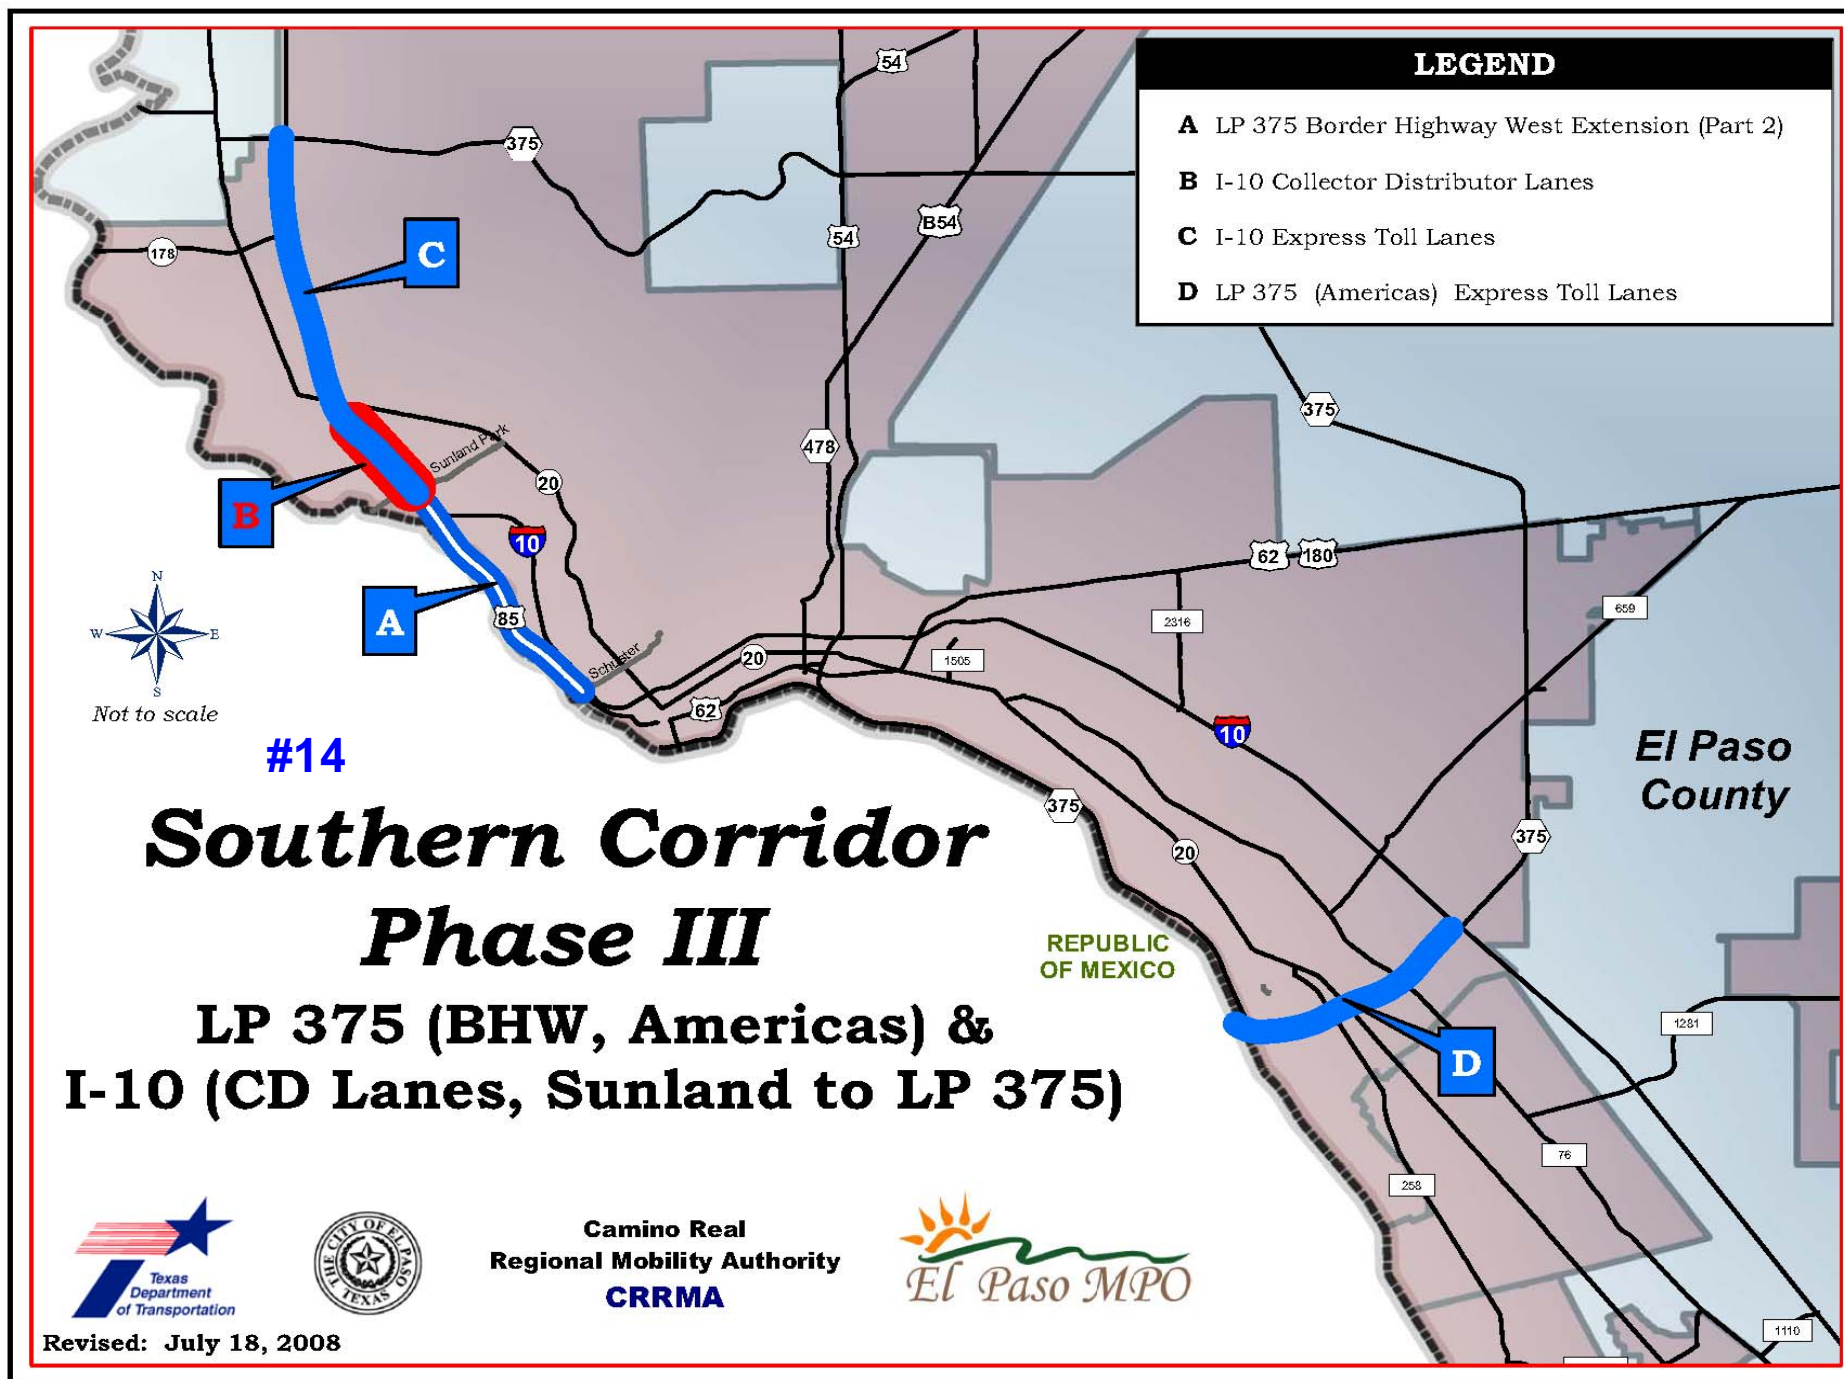 LEGEND
A LP 375 Border Highway West Extension (Part 2)
B I-10 Collector Distributor Lanes
C I-10 Express Toll Lanes
D LP 375 (Americas) Express Toll Lanes
54
375
B54
54
178
C
375
478
Sunland Park
20
B
10
62 180
659
2316
A
85
Schuster
20
1505
62
10
N
W E
S
Not to scale
El Paso
County
#14
375
375
20
Southern Corridor
Phase III
LP 375 (BHW, Americas) &
I-10 (CD Lanes, Sunland to LP 375)
REPUBLIC
OF MEXICO
1281
D
76
258
1110
Texas
Department
of Transportation
THE CITY OF EL PASO
TEXAS
Camino Real
Regional Mobility Authority
CRRMA
El Paso MPO
Revised: July 18, 2008